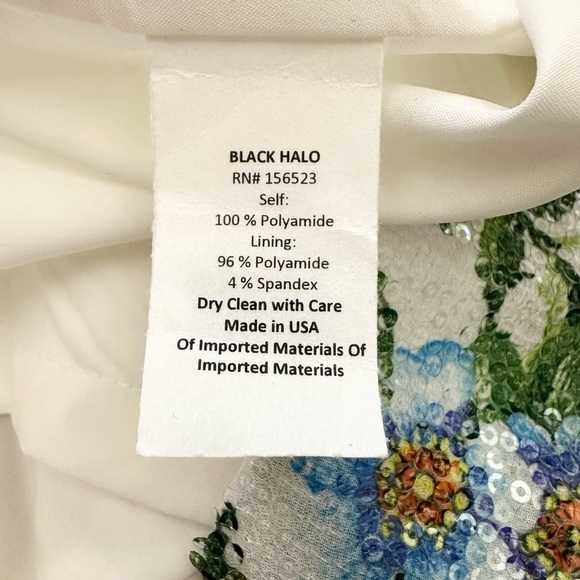 BLACK HALO
RN# 156523
Self:
100 % Polyamide
Lining:
96 % Polyamide
4 % Spandex
Dry Clean with Care
Made in USA
Of Imported Materials Of
Imported Materials